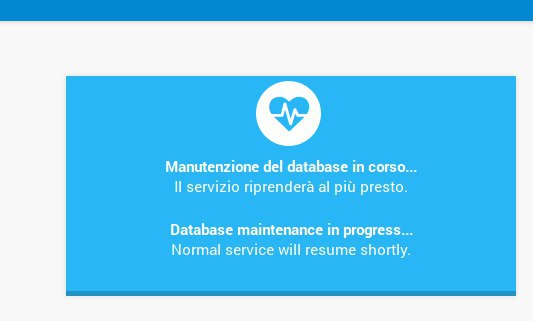 Manutenzione del database in corso...
Il servizio riprenderà al più presto.
Database maintenance in progress...
Normal service will resume shortly.